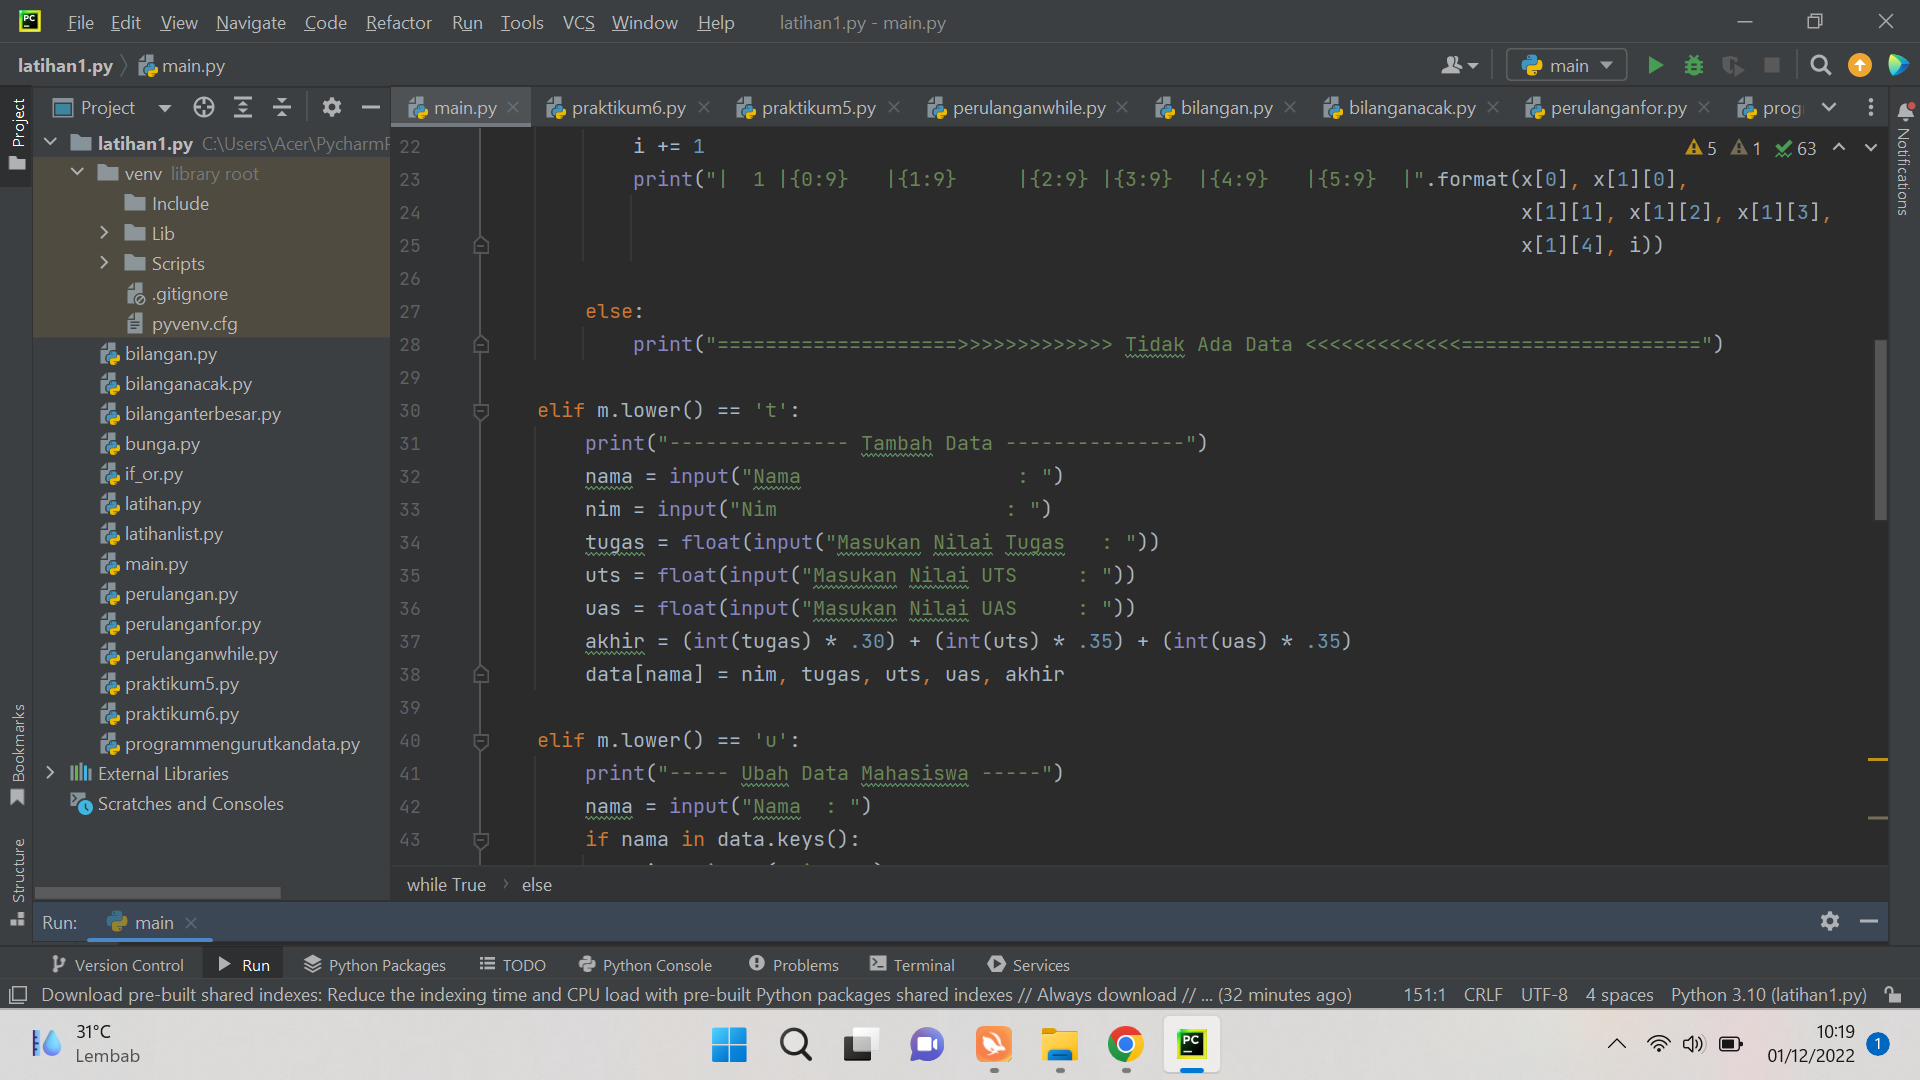 File Edit View Navigate Code Refactor Run Tools VCS Window Help latihan1.py - main.py
latihan1.py main.py main
Project main.py praktikum6.py praktikum5.py perulanganwhile.py bilangan.py bilanganacak.py perulanganfor.py prog
Project
Bookmarks
Structure
Notifications
latihan1.py C:\Users\Acer\PycharmP
venv library root
Include
Lib
Scripts
.gitignore
pyvenv.cfg
bilangan.py
bilanganacak.py
bilanganterbesar.py
bunga.py
if_or.py
latihan.py
latihanlist.py
main.py
perulangan.py
perulanganfor.py
perulanganwhile.py
praktikum5.py
praktikum6.py
programmengurutkandata.py
External Libraries
Scratches and Consoles
5 1 63
22 i += 1
23 print("|  1 |{0:9}   |{1:9}     |{2:9} |{3:9}  |{4:9}   |{5:9}  |".format(x[0], x[1][0],
24 x[1][1], x[1][2], x[1][3],
25 x[1][4], i))
26
27 else:
28 print("====================>>>>>>>>>>>>> Tidak Ada Data <<<<<<<<<<<<<====================")
29
30 elif m.lower() == 't':
31 print("--------------- Tambah Data ---------------")
32 nama = input("Nama                  : ")
33 nim = input("Nim                   : ")
34 tugas = float(input("Masukan Nilai Tugas   : "))
35 uts = float(input("Masukan Nilai UTS     : "))
36 uas = float(input("Masukan Nilai UAS     : "))
37 akhir = (int(tugas) * .30) + (int(uts) * .35) + (int(uas) * .35)
38 data[nama] = nim, tugas, uts, uas, akhir
39
40 elif m.lower() == 'u':
41 print("----- Ubah Data Mahasiswa -----")
42 nama = input("Nama  : ")
43 if nama in data.keys():
while True else
Run: main
Version Control Run Python Packages TODO Python Console Problems Terminal Services
Download pre-built shared indexes: Reduce the indexing time and CPU load with pre-built Python packages shared indexes // Always download // ... (32 minutes ago) 151:1 CRLF UTF-8 4 spaces Python 3.10 (latihan1.py)
31°C
Lembab
PC
10:19
01/12/2022
1